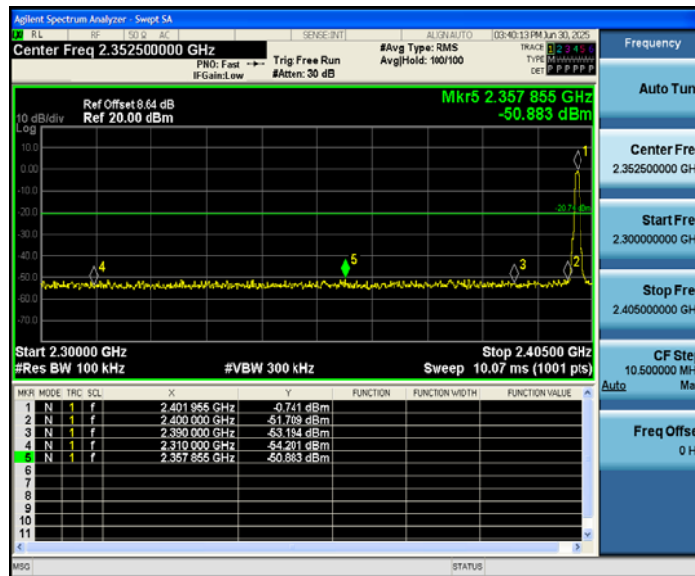 Agilent Spectrum Analyzer - Swept SA
RL RF 50 Ω AC SENSE:INT ALIGN AUTO 03:40:13 PM Jun 30, 2025
Center Freq 2.352500000 GHz
PNO: Fast
IFGain:Low
Trig: Free Run
#Atten: 30 dB
#Avg Type: RMS
Avg|Hold: 100/100
TRACE 1 2 3 4 5 6
TYPE
DET P P P P P P
Ref Offset 8.64 dB
Ref 20.00 dBm
10 dB/div
Log
Mkr5 2.357 855 GHz
-50.883 dBm
10.0
0.00
-10.0
-20.0
-30.0
-40.0
-50.0
-60.0
-70.0
1
2
3
4
5
Start 2.30000 GHz
Stop 2.40500 GHz
#Res BW 100 kHz
#VBW 300 kHz
Sweep 10.07 ms (1001 pts)
MKR MODE TRC SCL X Y FUNCTION FUNCTION WIDTH FUNCTION VALUE
1 N 1 f 2.401 955 GHz -0.741 dBm
2 N 1 f 2.400 000 GHz -51.709 dBm
3 N 1 f 2.390 000 GHz -53.194 dBm
4 N 1 f 2.310 000 GHz -54.201 dBm
5 N 1 f 2.357 855 GHz -50.883 dBm
6
7
8
9
10
11
MSG
STATUS
Frequency
Auto Tun
Center Fre
2.352500000 GH
Start Fre
2.300000000 GH
Stop Fre
2.405000000 GH
CF Ste
10.500000 MH
Auto Ma
Freq Offse
0 H